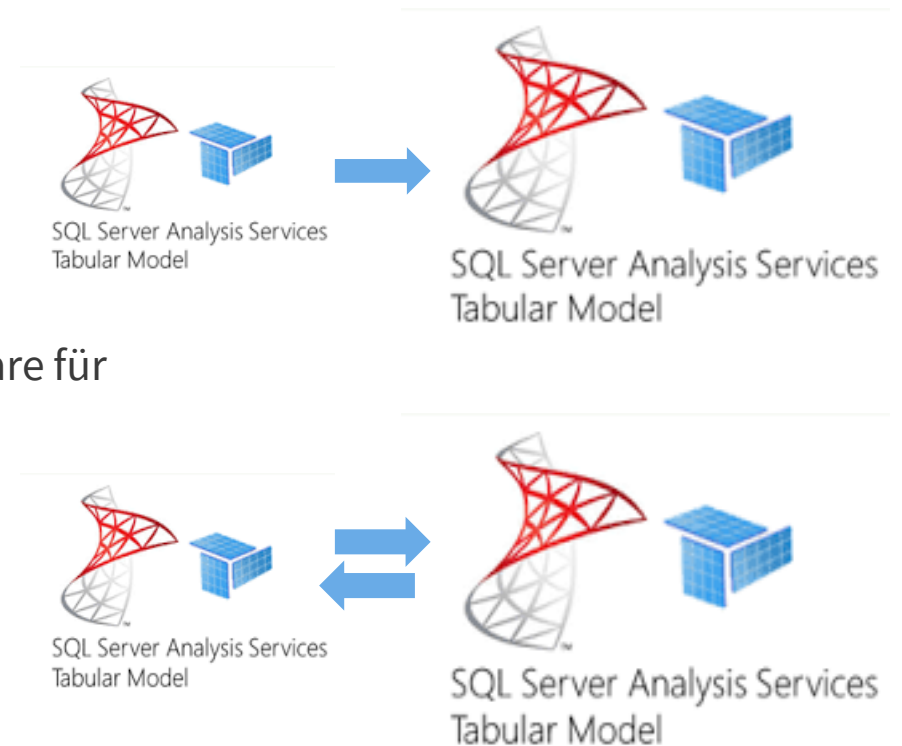 SQL Server Analysis Services
Tabular Model
SQL Server Analysis Services
Tabular Model
für
SQL Server Analysis Services
Tabular Model
SQL Server Analysis Services
Tabular Model